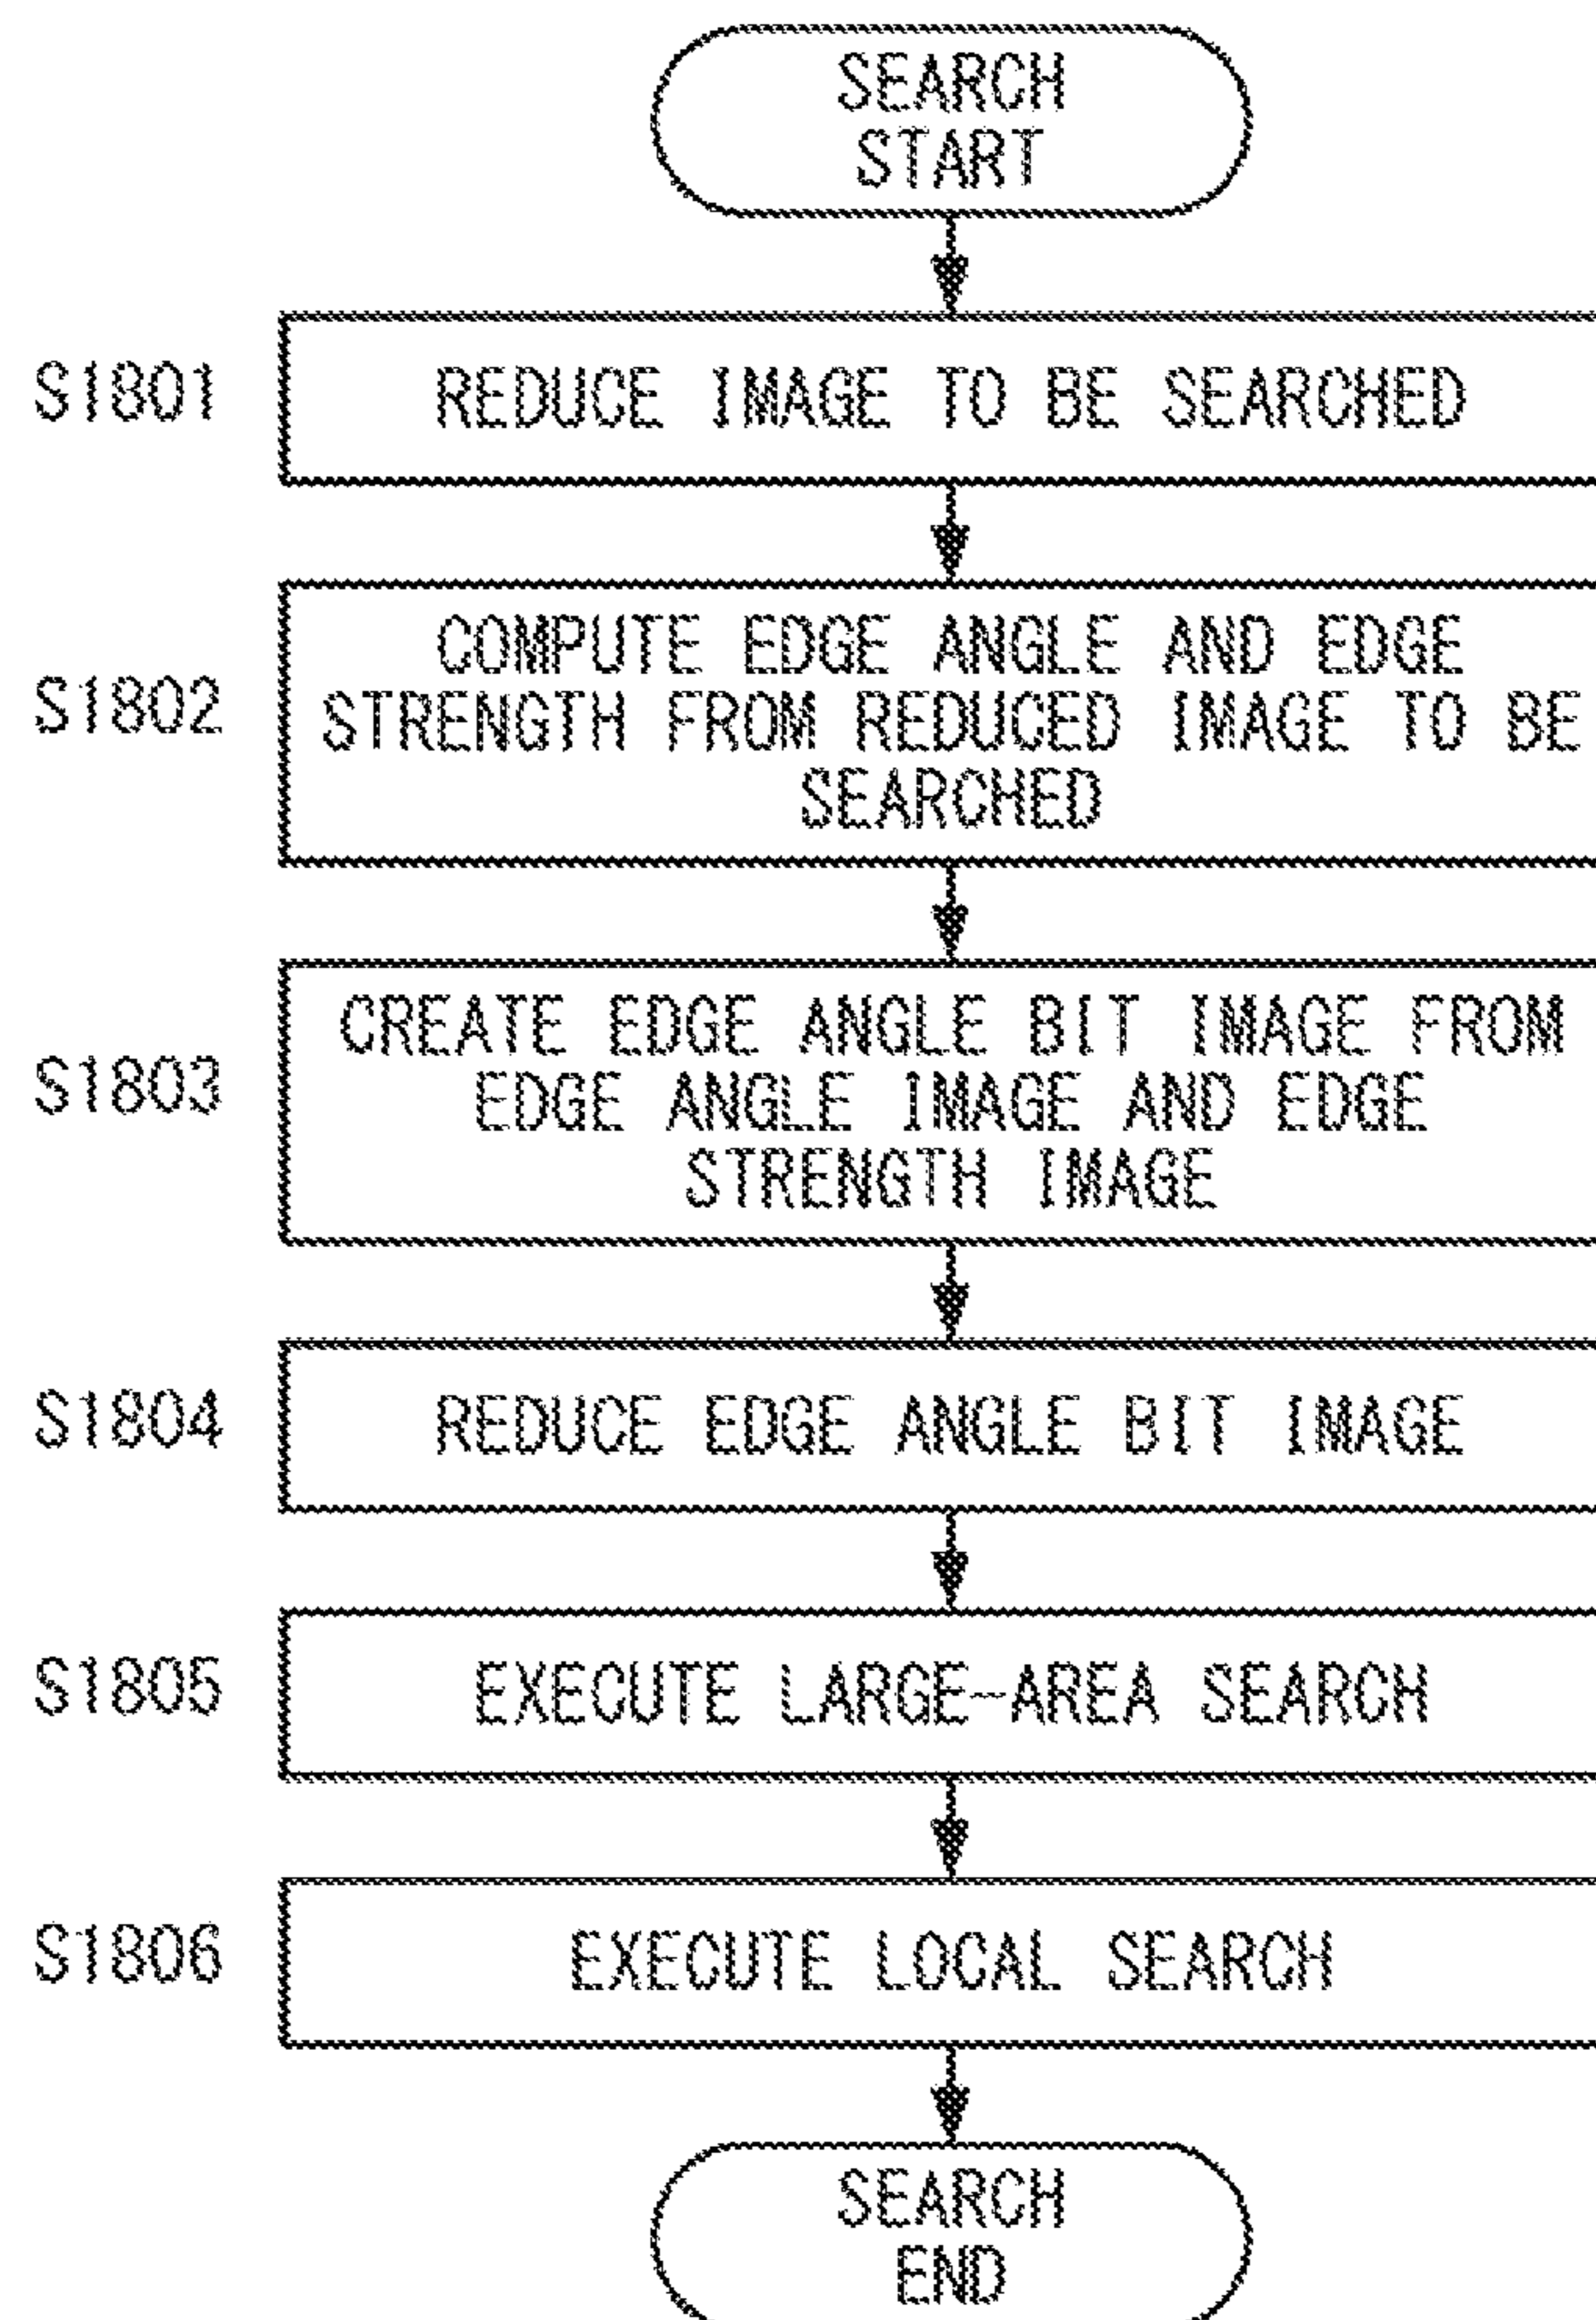 SEARCH
START
S1801
REDUCE IMAGE TO BE SEARCHED
S1802
COMPUTE EDGE ANGLE AND EDGE
STRENGTH FROM REDUCED IMAGE TO BE
SEARCHED
S1803
CREATE EDGE ANGLE BIT IMAGE FROM
EDGE ANGLE IMAGE AND EDGE
STRENGTH IMAGE
S1804
REDUCE EDGE ANGLE BIT IMAGE
S1805
EXECUTE LARGE-AREA SEARCH
S1806
EXECUTE LOCAL SEARCH
SEARCH
END